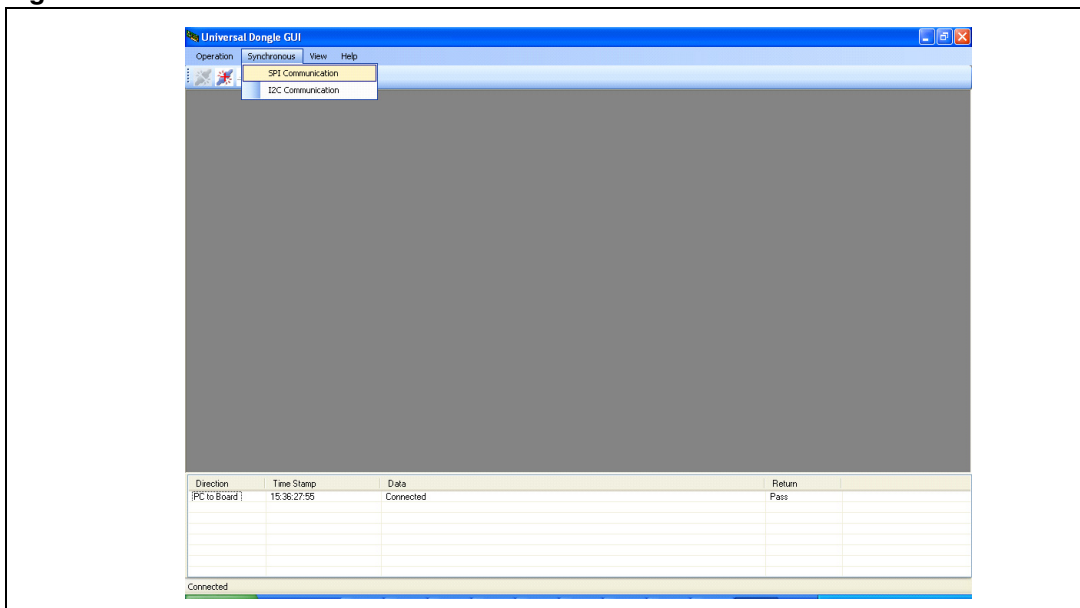 Universal Dongle GUI
Operation Synchronous View Help
SPI Communication
I2C Communication
Direction Time Stamp Data Return
PC to Board 15:36:27:55 Connected Pass
Connected